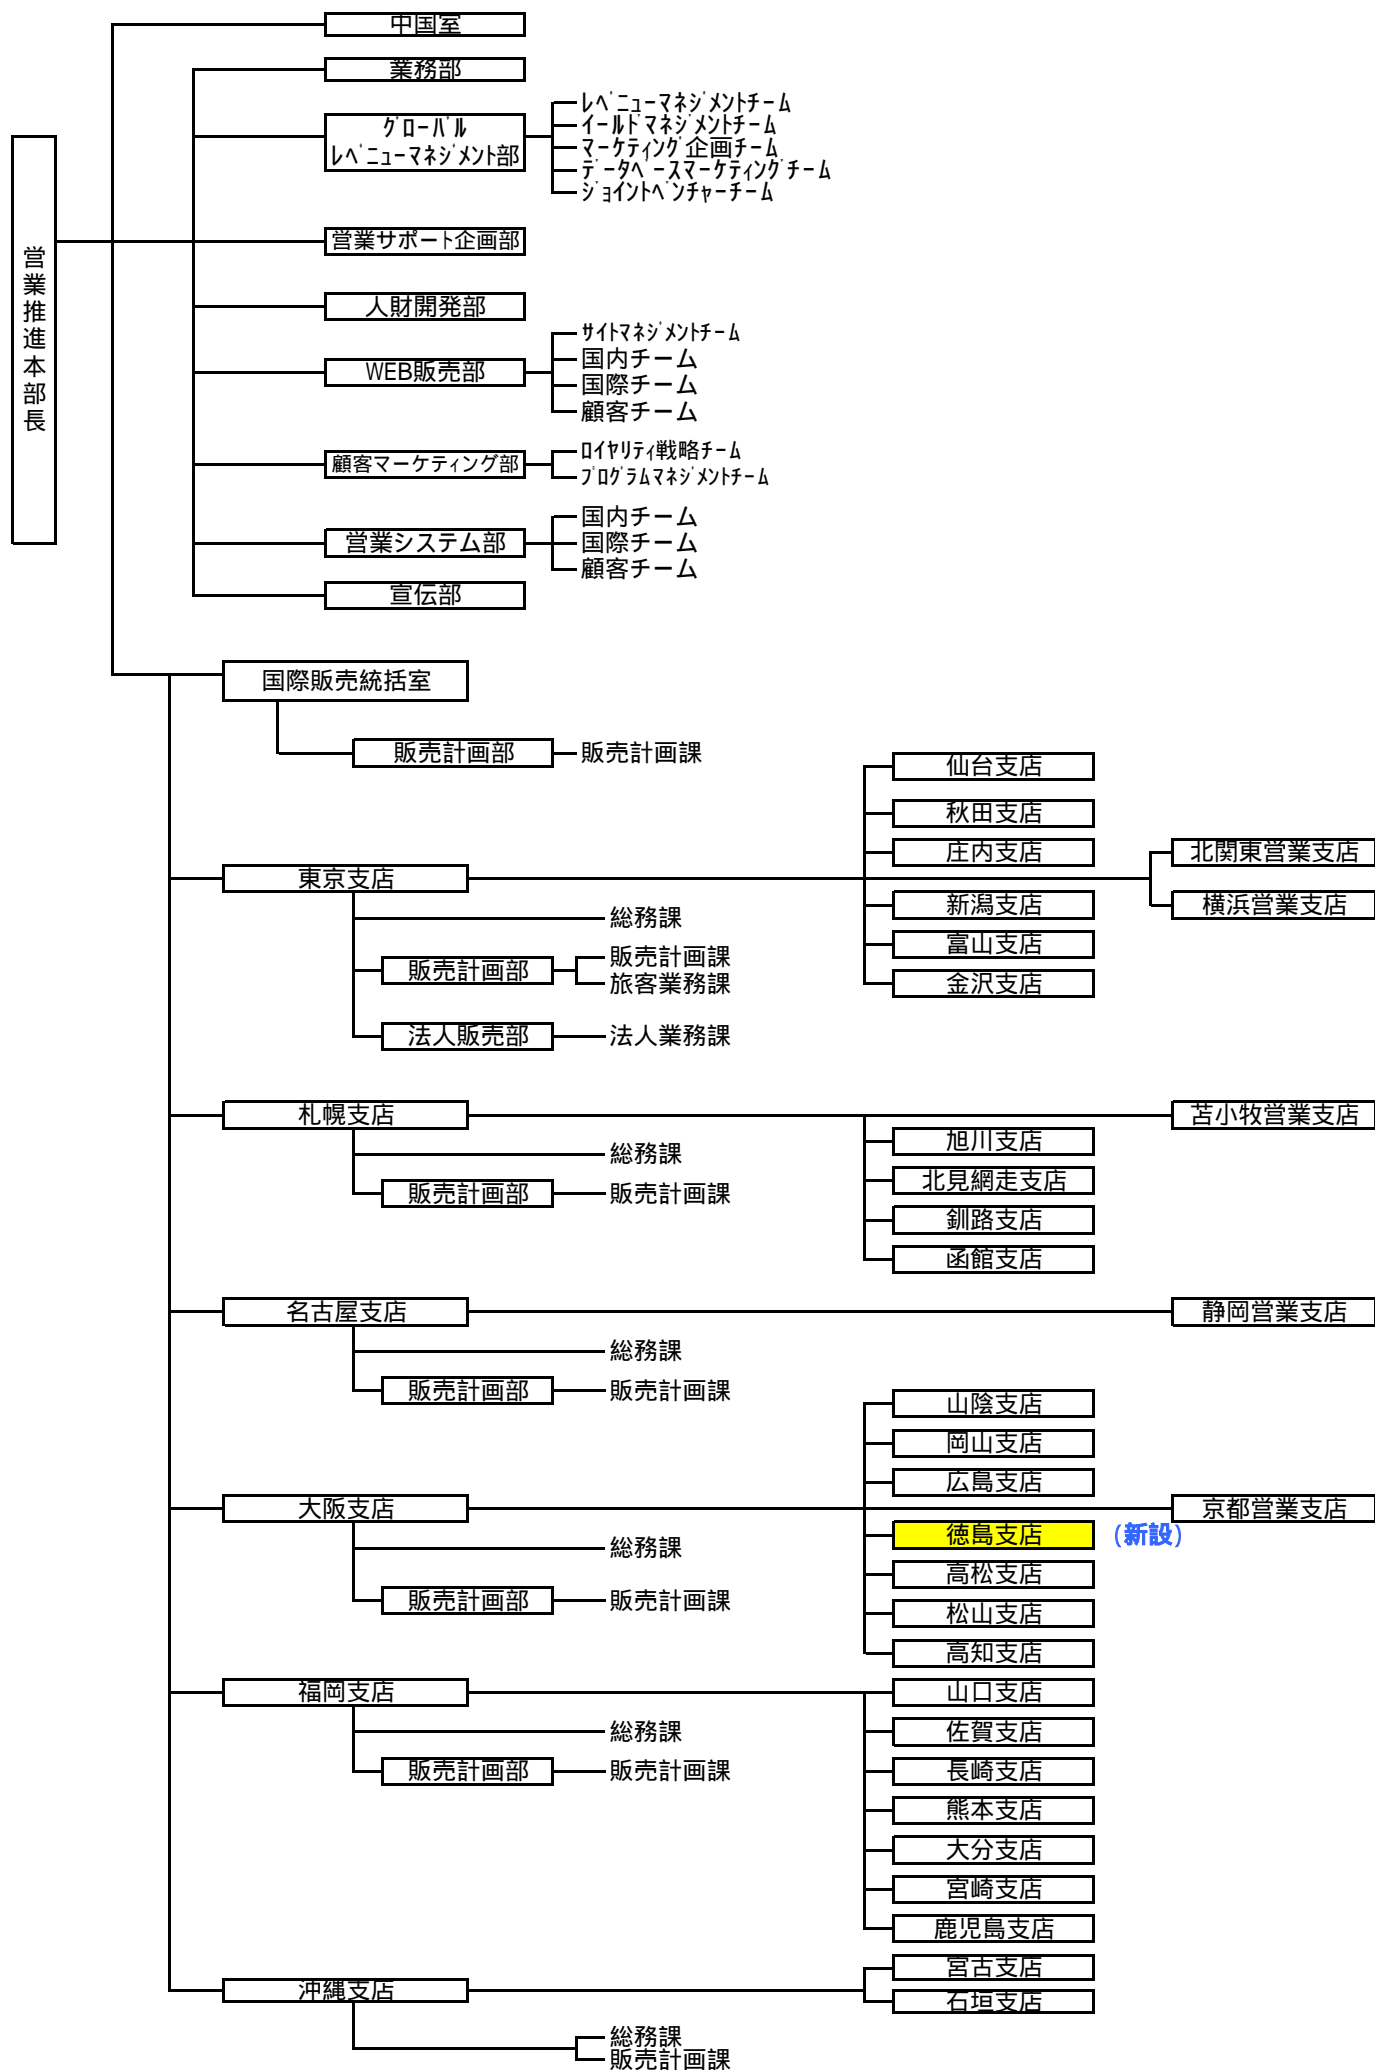 中国室
業務部
グローバル
レベニューマネジメント部
レベニューマネジメントチーム
イールドマネジメントチーム
マーケティング企画チーム
データベースマーケティングチーム
ジョイントベンチャーチーム
営業推進本部長
営業サポート企画部
人財開発部
WEB販売部
サイトマネジメントチーム
国内チーム
国際チーム
顧客チーム
顧客マーケティング部
ロイヤリティ戦略チーム
プログラムマネジメントチーム
営業システム部
国内チーム
国際チーム
顧客チーム
宣伝部
国際販売統括室
販売計画部
販売計画課
東京支店
総務課
販売計画部
販売計画課
旅客業務課
法人販売部
法人業務課
仙台支店
秋田支店
庄内支店
新潟支店
富山支店
金沢支店
北関東営業支店
横浜営業支店
札幌支店
総務課
販売計画部
販売計画課
旭川支店
北見網走支店
釧路支店
函館支店
苫小牧営業支店
名古屋支店
総務課
販売計画部
販売計画課
静岡営業支店
大阪支店
総務課
販売計画部
販売計画課
山陰支店
岡山支店
広島支店
徳島支店 (新設)
高松支店
松山支店
高知支店
京都営業支店
福岡支店
総務課
販売計画部
販売計画課
山口支店
佐賀支店
長崎支店
熊本支店
大分支店
宮崎支店
鹿児島支店
沖縄支店
宮古支店
石垣支店
総務課
販売計画課